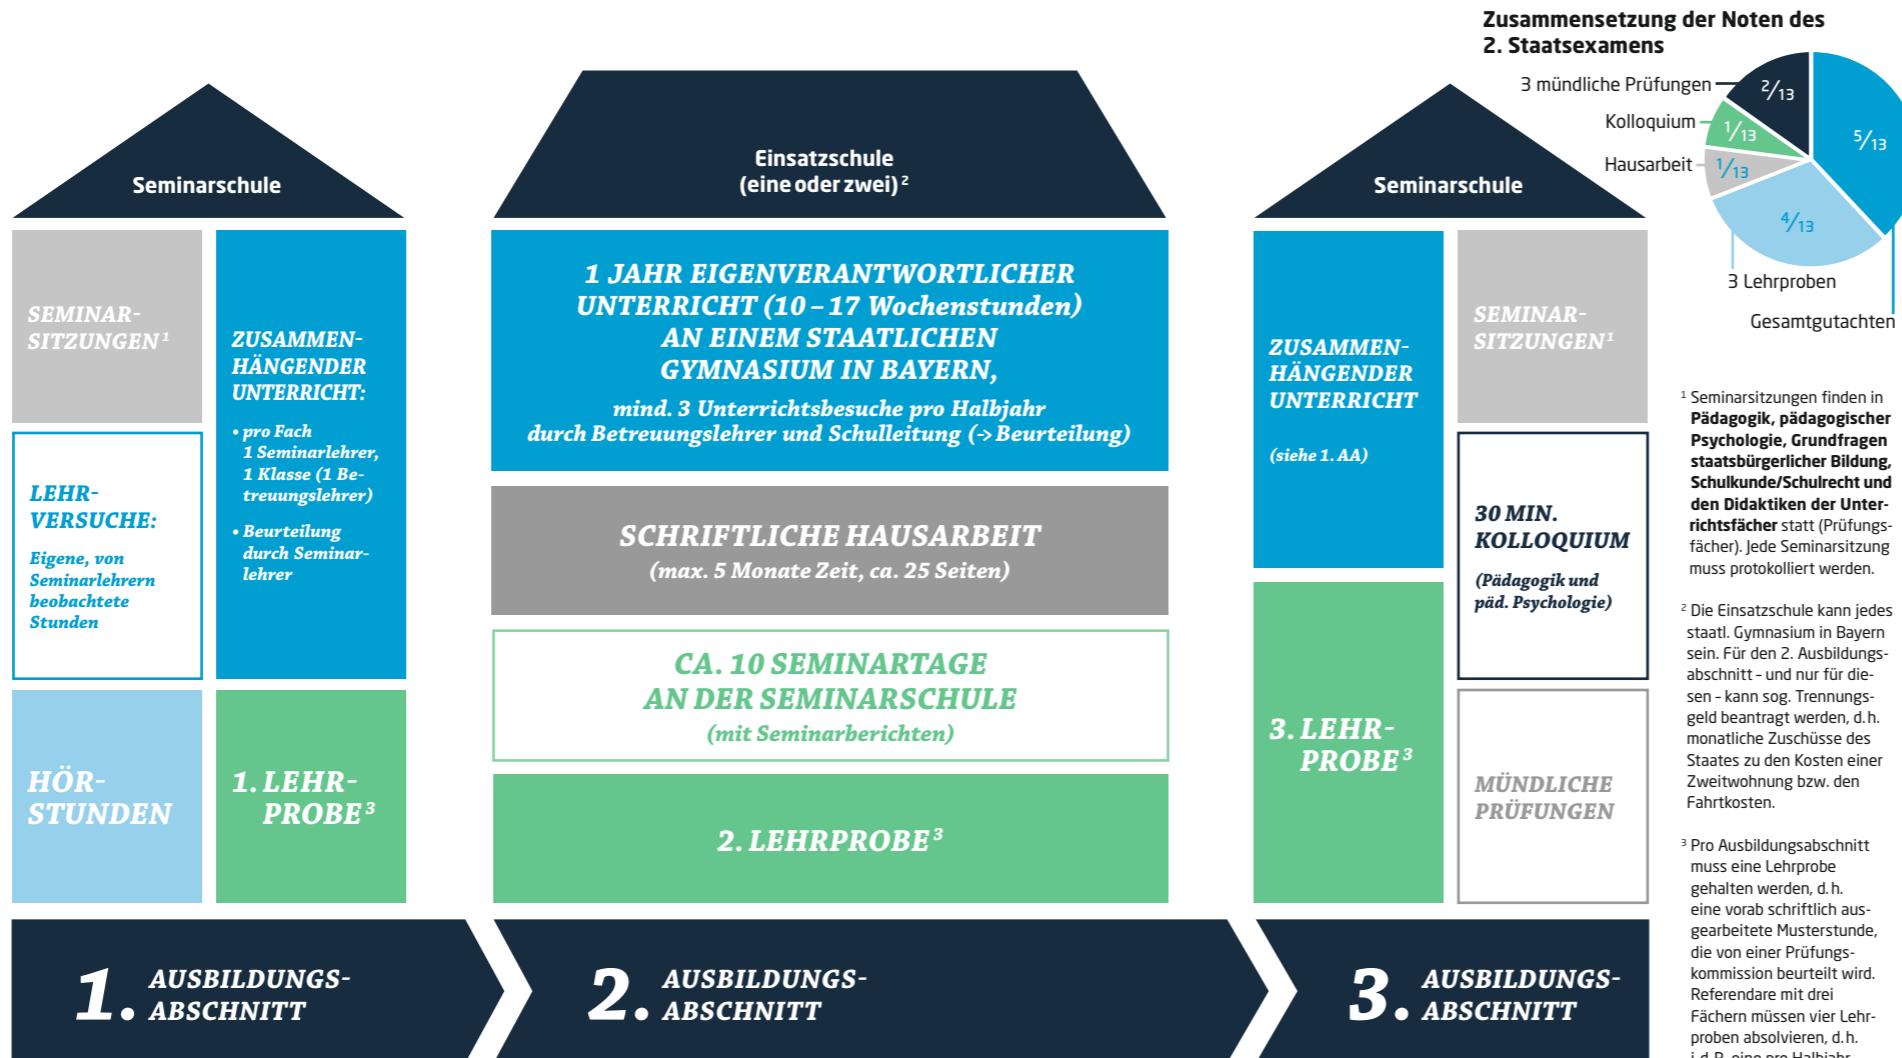 Zusammensetzung der Noten des
2. Staatsexamens
3 mündliche Prüfungen
Kolloquium
Hausarbeit
2/13
1/13
1/13
4/13
5/13
3 Lehrproben
Gesamtgutachten
Seminarschule
SEMINAR-
SITZUNGEN¹
LEHR-
VERSUCHE:
Eigene, von
Seminarlehrern
beobachtete
Stunden
HÖR-
STUNDEN
ZUSAMMEN-
HÄNGENDER
UNTERRICHT:
• pro Fach
1 Seminarlehrer,
1 Klasse (1 Be-
treuungslehrer)
• Beurteilung
durch Seminar-
lehrer
1. LEHR-
PROBE³
Einsatzschule
(eine oder zwei)²
1 JAHR EIGENVERANTWORTLICHER
UNTERRICHT (10 – 17 Wochenstunden)
AN EINEM STAATLICHEN
GYMNASIUM IN BAYERN,
mind. 3 Unterrichtsbesuche pro Halbjahr
durch Betreuungslehrer und Schulleitung (-> Beurteilung)
SCHRIFTLICHE HAUSARBEIT
(max. 5 Monate Zeit, ca. 25 Seiten)
CA. 10 SEMINARTAGE
AN DER SEMINARSCHULE
(mit Seminarberichten)
2. LEHRPROBE³
Seminarschule
ZUSAMMEN-
HÄNGENDER
UNTERRICHT
(siehe 1. AA)
3. LEHR-
PROBE³
SEMINAR-
SITZUNGEN¹
30 MIN.
KOLLOQUIUM
(Pädagogik und
päd. Psychologie)
MÜNDLICHE
PRÜFUNGEN
1. AUSBILDUNGS-
ABSCHNITT
2. AUSBILDUNGS-
ABSCHNITT
3. AUSBILDUNGS-
ABSCHNITT
¹ Seminarsitzungen finden in
Pädagogik, pädagogischer
Psychologie, Grundfragen
staatsbürgerlicher Bildung,
Schulkunde/Schulrecht und
den Didaktiken der Unter-
richtsfächer statt (Prüfungs-
fächer). Jede Seminarsitzung
muss protokolliert werden.
² Die Einsatzschule kann jedes
staatl. Gymnasium in Bayern
sein. Für den 2. Ausbildungs-
abschnitt – und nur für die-
sen – kann sog. Trennungs-
geld beantragt werden, d. h.
monatliche Zuschüsse des
Staates zu den Kosten einer
Zweitwohnung bzw. den
Fahrtkosten.
³ Pro Ausbildungsabschnitt
muss eine Lehrprobe
gehalten werden, d. h.
eine vorab schriftlich aus-
gearbeitete Musterstunde,
die von einer Prüfungs-
kommission beurteilt wird.
Referendare mit drei
Fächern müssen vier Lehr-
proben absolvieren, d. h.
i. d. R. eine pro Halbjahr